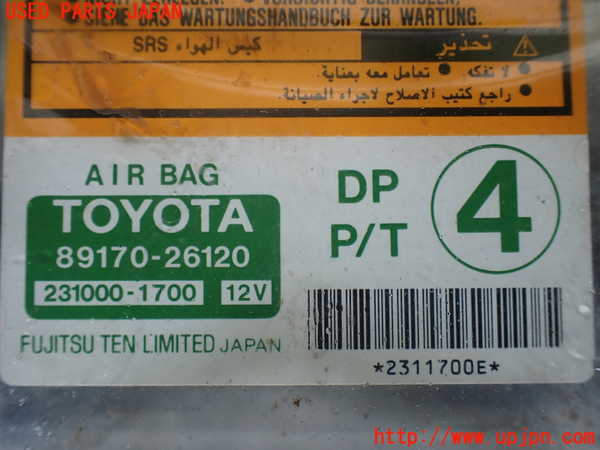 USED PARTS JAPAN
VORSICHTIG BEHANDELN.
WARTUNGSHANDBUCH ZUR WARTUNG.
تحذير
كيس الهواء SRS
● لا تفكه. ● تعامل معه بعناية.
● راجع كتيب الاصلاح لاجراء الصيانة.
AIR BAG
TOYOTA
89170-26120
231000-1700 12V
FUJITSU TEN LIMITED JAPAN
DP
P/T
4
*2311700E*
http://www.upjpn.com/